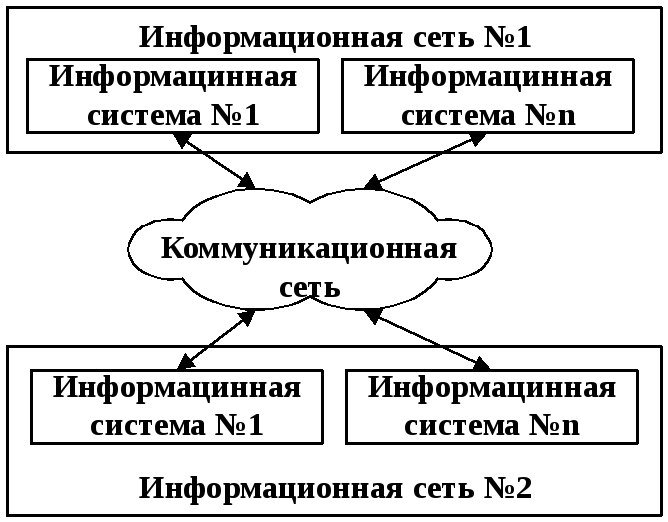 Информационная сеть №1
Информацинная
система №1
Информацинная
система №n
Коммуникационная
сеть
Информацинная
система №1
Информацинная
система №n
Информационная сеть №2